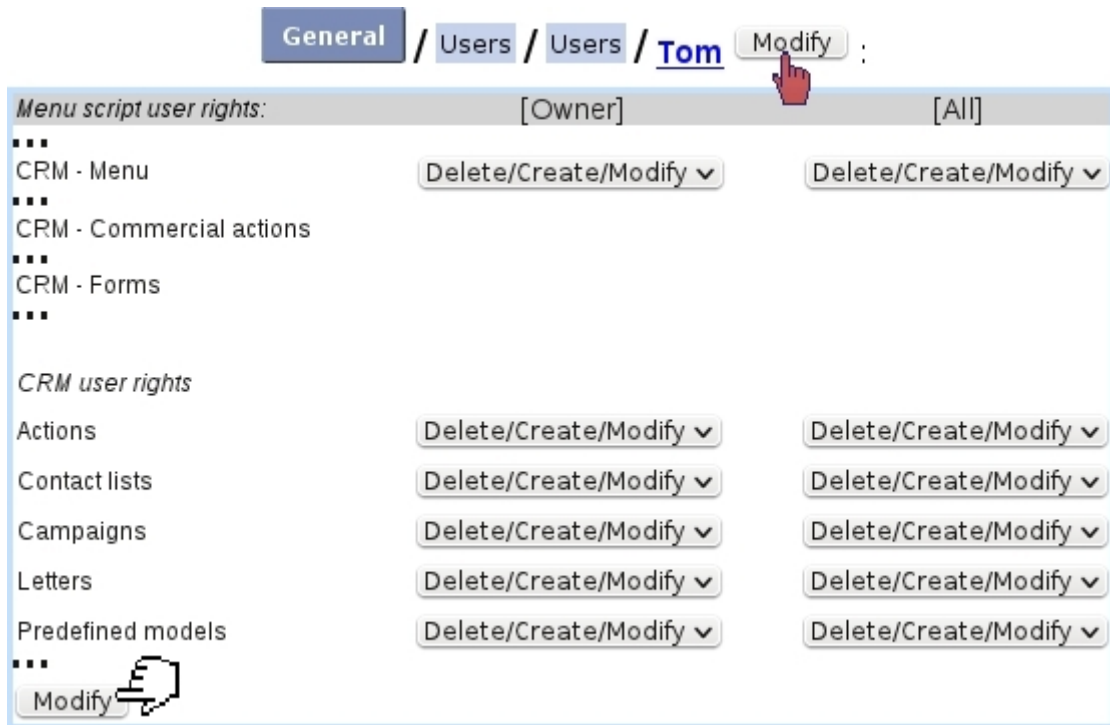 General / Users / Users / Tom Modify :
Menu script user rights: [Owner] [All]
...
CRM - Menu Delete/Create/Modify Delete/Create/Modify
...
CRM - Commercial actions
...
CRM - Forms
...
CRM user rights
Actions Delete/Create/Modify Delete/Create/Modify
Contact lists Delete/Create/Modify Delete/Create/Modify
Campaigns Delete/Create/Modify Delete/Create/Modify
Letters Delete/Create/Modify Delete/Create/Modify
Predefined models Delete/Create/Modify Delete/Create/Modify
...
Modify